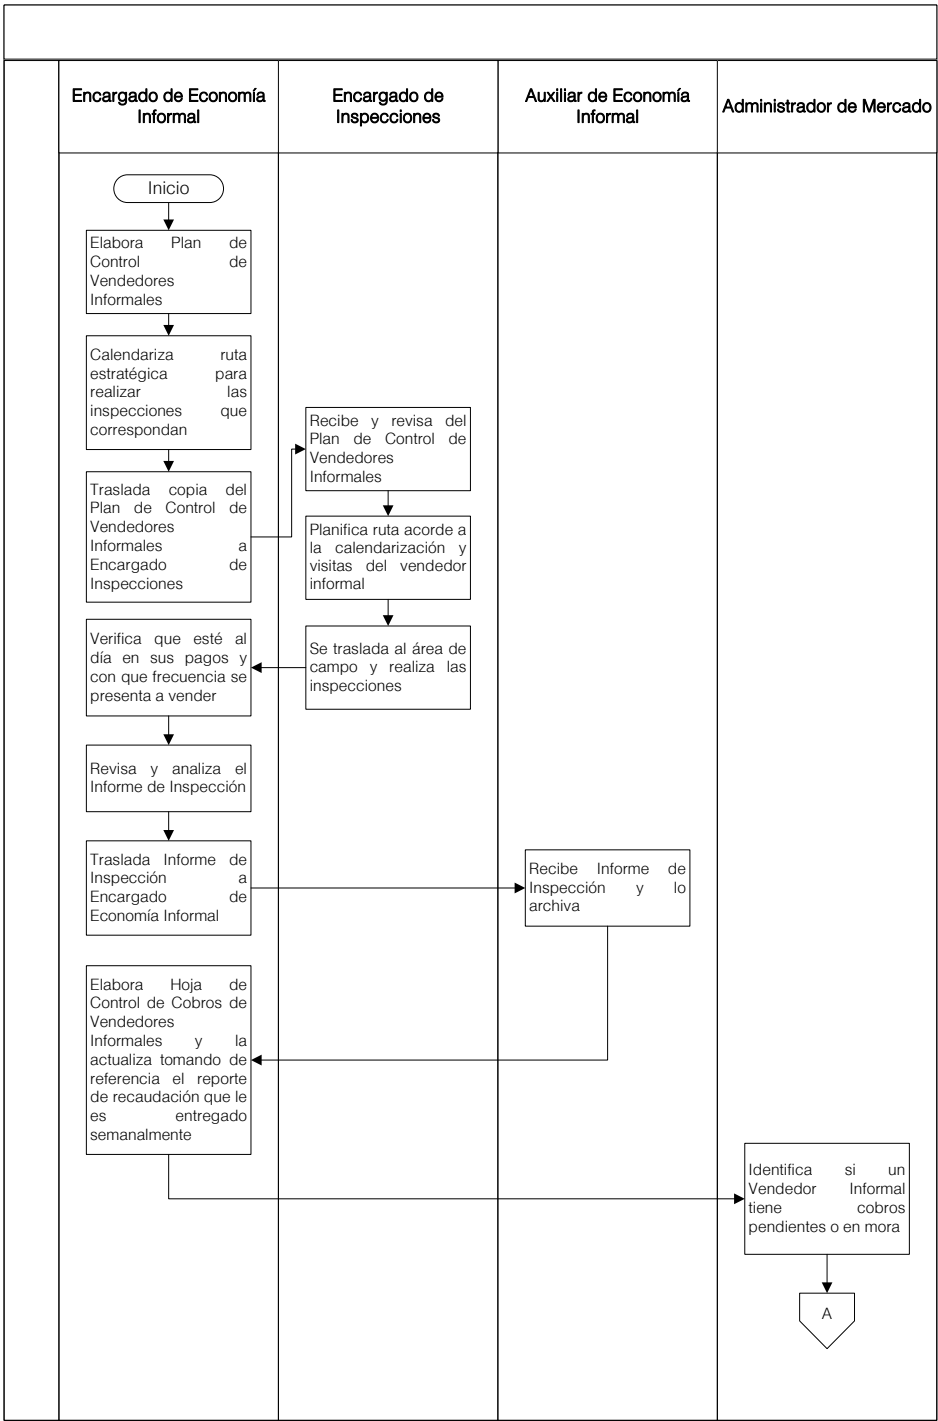 Encargado de Economía
Informal
Encargado de
Inspecciones
Auxiliar de Economía
Informal
Administrador de Mercado
Inicio
Elabora Plan de
Control de
Vendedores
Informales
Calendariza ruta
estratégica para
realizar las
inspecciones que
correspondan
Traslada copia del
Plan de Control de
Vendedores
Informales a
Encargado de
Inspecciones
Recibe y revisa del
Plan de Control de
Vendedores
Informales
Planifica ruta acorde a
la calendarización y
visitas del vendedor
informal
Se traslada al área de
campo y realiza las
inspecciones
Verifica que esté al
día en sus pagos y
con que frecuencia se
presenta a vender
Revisa y analiza el
Informe de Inspección
Traslada Informe de
Inspección a
Encargado de
Economía Informal
Recibe Informe de
Inspección y lo
archiva
Elabora Hoja de
Control de Cobros de
Vendedores
Informales y la
actualiza tomando de
referencia el reporte
de recaudación que le
es entregado
semanalmente
Identifica si un
Vendedor Informal
tiene cobros
pendientes o en mora
A